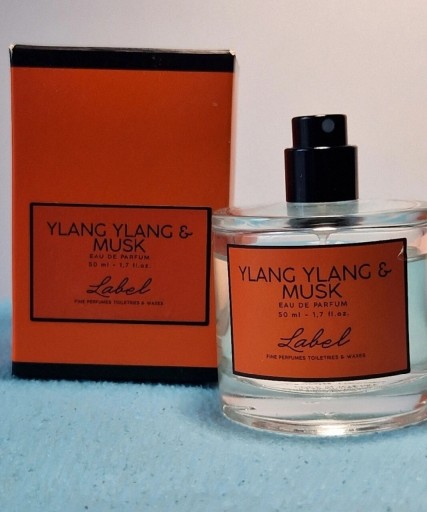 YLANG YLANG &
MUSK
EAU DE PARFUM
50 ml - 1,7 fl.oz.
Label
FINE PERFUMES TOILETRIES & WAXES
YLANG YLANG &
MUSK
EAU DE PARFUM
50 ml - 1,7 fl.oz.
Label
FINE PERFUMES TOILETRIES & WAXES